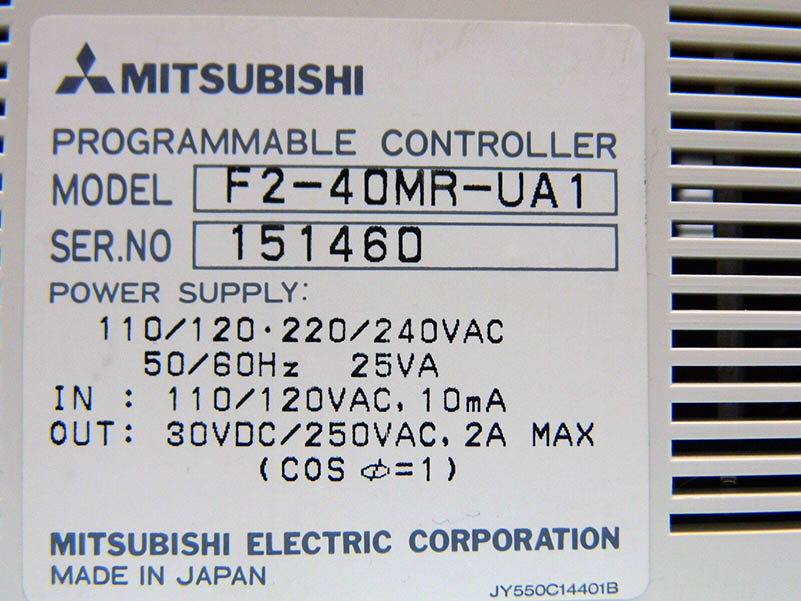 MITSUBISHI
PROGRAMMABLE CONTROLLER
MODEL F2-40MR-UA1
SER.NO 151460
POWER SUPPLY:
110/120·220/240VAC
50/60Hz 25VA
IN : 110/120VAC, 10mA
OUT: 30VDC/250VAC, 2A MAX
(COS ϕ=1)
MITSUBISHI ELECTRIC CORPORATION
MADE IN JAPAN
JY550C14401B